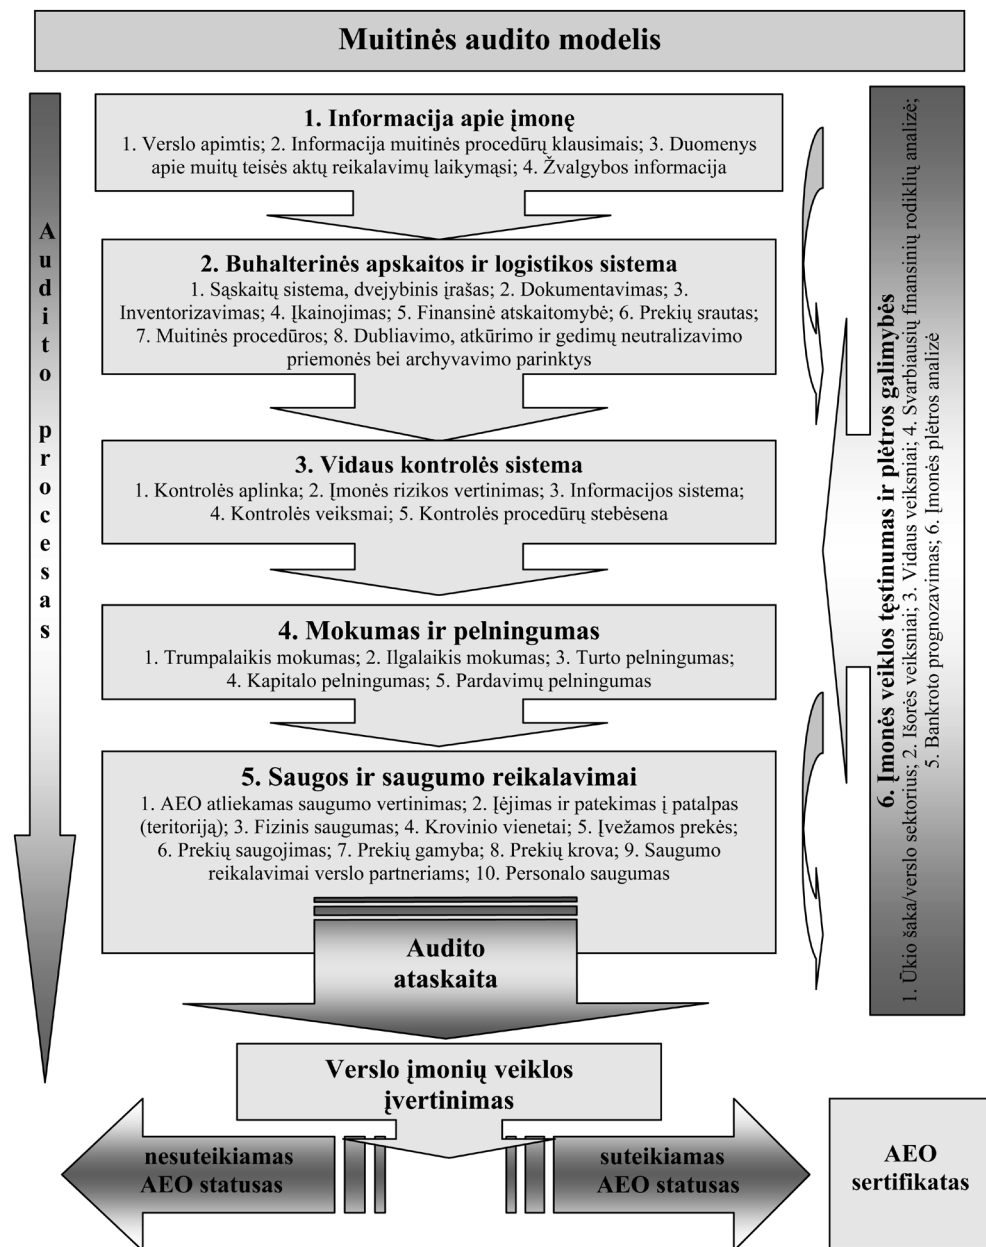 Muitinės audito modelis
Audito procesas
1. Informacija apie įmonę
1. Verslo apimtis; 2. Informacija muitinės procedūrų klausimais; 3. Duomenys
apie muitų teisės aktų reikalavimų laikymąsi; 4. Žvalgybos informacija
2. Buhalterinės apskaitos ir logistikos sistema
1. Sąskaitų sistema, dvejybinis įrašas; 2. Dokumentavimas; 3.
Inventorizavimas; 4. Įkainojimas; 5. Finansinė atskaitomybė; 6. Prekių srautas;
7. Muitinės procedūros; 8. Dubliavimo, atkūrimo ir gedimų neutralizavimo
priemonės bei archyvavimo parinktys
3. Vidaus kontrolės sistema
1. Kontrolės aplinka; 2. Įmonės rizikos vertinimas; 3. Informacijos sistema;
4. Kontrolės veiksmai; 5. Kontrolės procedūrų stebėsena
4. Mokumas ir pelningumas
1. Trumpalaikis mokumas; 2. Ilgalaikis mokumas; 3. Turto pelningumas;
4. Kapitalo pelningumas; 5. Pardavimų pelningumas
5. Saugos ir saugumo reikalavimai
1. AEO atliekamas saugumo vertinimas; 2. Įėjimas ir patekimas į patalpas
(teritoriją); 3. Fizinis saugumas; 4. Krovinio vienetai; 5. Įvežamos prekės;
6. Prekių saugojimas; 7. Prekių gamyba; 8. Prekių krova; 9. Saugumo
reikalavimai verslo partneriams; 10. Personalo saugumas
6. Įmonės veiklos tęstinumas ir plėtros galimybės
1. Ūkio šaka/verslo sektorius; 2. Išorės veiksniai; 3. Vidaus veiksniai; 4. Svarbiausių finansinių rodiklių analizė;
5. Bankroto prognozavimas; 6. Įmonės plėtros analizė
Audito
ataskaita
Verslo įmonių veiklos
įvertinimas
nesuteikiamas
AEO statusas
suteikiamas
AEO statusas
AEO
sertifikatas